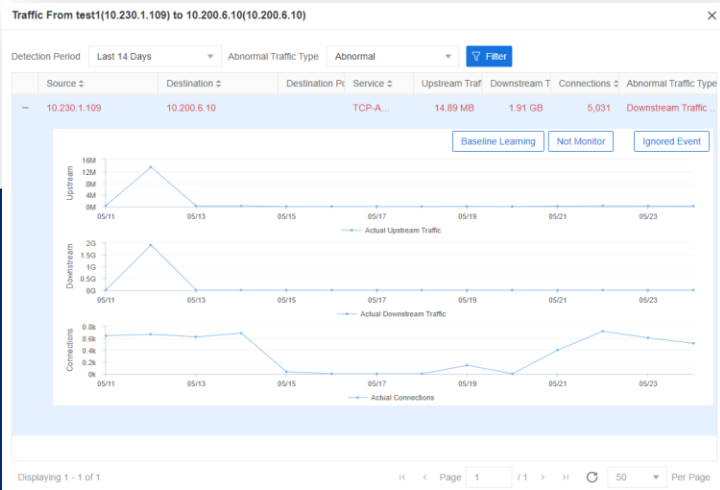 Traffic From test1(10.230.1.109) to 10.200.6.10(10.200.6.10)
Detection Period Last 14 Days Abnormal Traffic Type Abnormal Filter
Source Destination Destination Po Service Upstream Traf Downstream T Connections Abnormal Traffic Type
10.230.1.109 10.200.6.10 TCP-A... 14.89 MB 1.91 GB 5,031 Downstream Traffic ...
Baseline Learning Not Monitor Ignored Event
Upstream
16M
12M
8M
4M
0M
05/11 05/13 05/15 05/17 05/19 05/21 05/23
Actual Upstream Traffic
Downstream
2G
1.5G
1G
0.5G
0G
05/11 05/13 05/15 05/17 05/19 05/21 05/23
Actual Downstream Traffic
Connections
0.8k
0.6k
0.4k
0.2k
0k
05/11 05/13 05/15 05/17 05/19 05/21 05/23
Actual Connections
Displaying 1 - 1 of 1 Page 1 / 1 50 Per Page